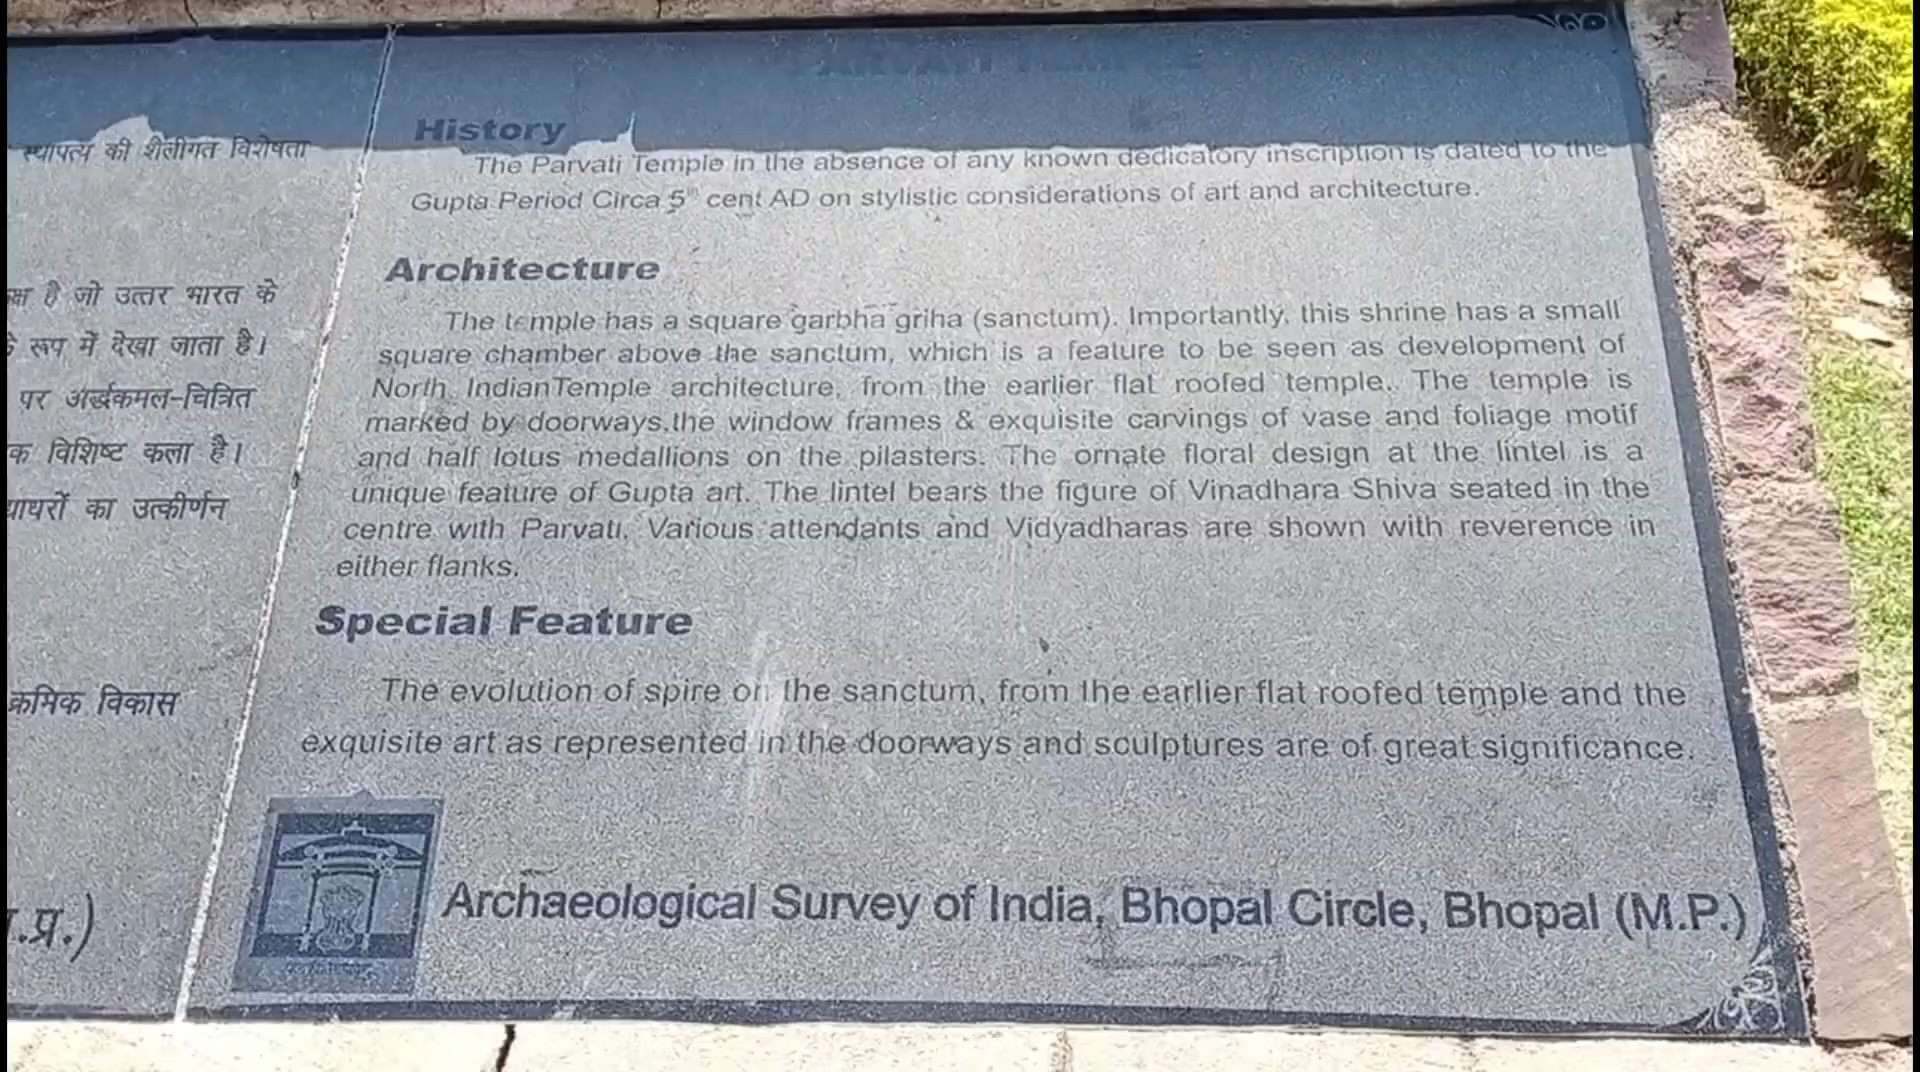 स्थापत्य की शैलीगत विशेषता
है जो उत्तर भारत के
रूप में देखा जाता है।
पर अर्द्धकमल-चित्रित
क विशिष्ट कला है।
का उत्कीर्णन
क्रमिक विकास
.प्र.)
PARVATI TEMPLE
History
The Parvati Temple in the absence of any known dedicatory inscription is dated to the
Gupta Period Circa 5th cent AD on stylistic considerations of art and architecture.
Architecture
The temple has a square garbha griha (sanctum). Importantly, this shrine has a small
square chamber above the sanctum, which is a feature to be seen as development of
North IndianTemple architecture, from the earlier flat roofed temple. The temple is
marked by doorways,the window frames & exquisite carvings of vase and foliage motif
and half lotus medallions on the pilasters. The ornate floral design at the lintel is a
unique feature of Gupta art. The lintel bears the figure of Vinadhara Shiva seated in the
centre with Parvati. Various attendants and Vidyadharas are shown with reverence in
either flanks.
Special Feature
The evolution of spire on the sanctum, from the earlier flat roofed temple and the
exquisite art as represented in the doorways and sculptures are of great significance.
Archaeological Survey of India, Bhopal Circle, Bhopal (M.P.)